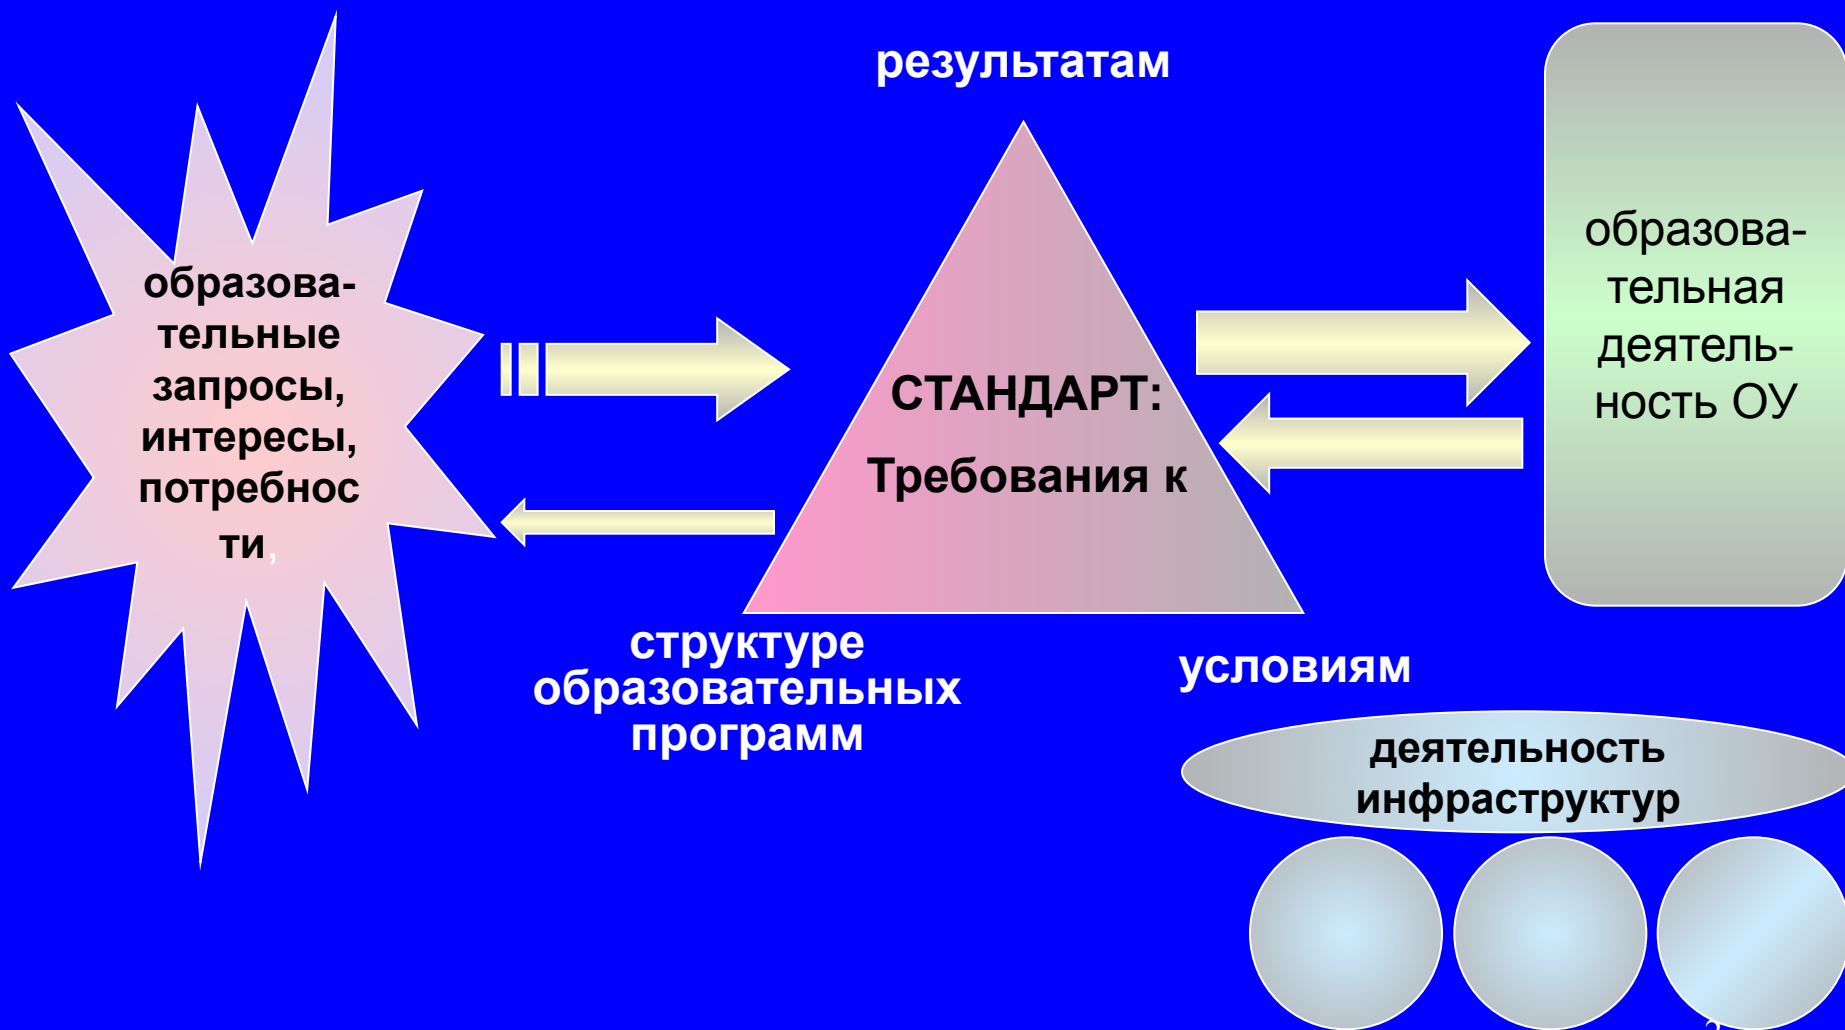 результатам
образова-
тельные
запросы,
интересы,
потребнос
ти,
СТАНДАРТ:
Требования к
образова-
тельная
деятель-
ность ОУ
структуре
образовательных
программ
условиям
деятельность
инфраструктур